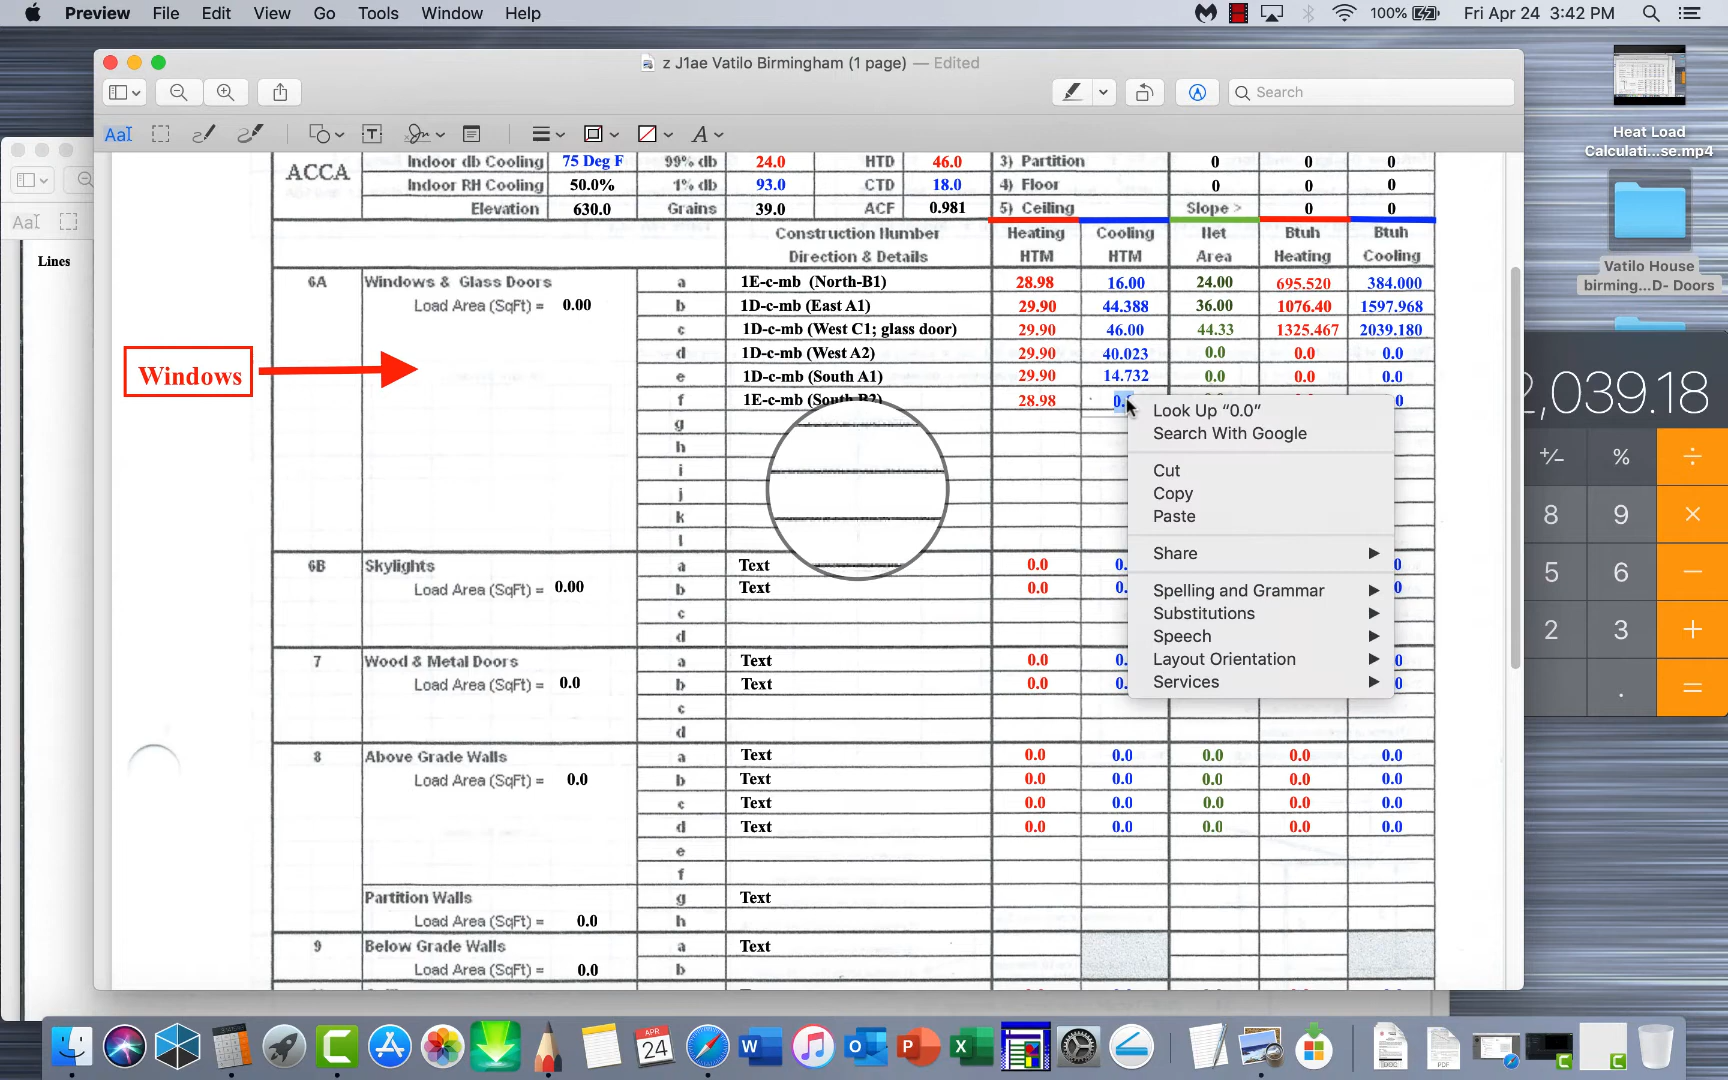 Preview File Edit View Go Tools Window Help 100% Fri Apr 24 3:42 PM
z J1ae Vatilo Birmingham (1 page) — Edited
Search
Heat Load
Calculati...se.mp4
Vatilo House
birming...D- Doors
Lines
ACCA
Indoor db Cooling 75 Deg F 99% db 24.0 HTD 46.0 3) Partition 0 0 0
Indoor RH Cooling 50.0% 1% db 93.0 CTD 18.0 4) Floor 0 0 0
Elevation 630.0 Grains 39.0 ACF 0.981 5) Ceiling Slope > 0 0
Construction Number Heating Cooling Net Btuh Btuh
Direction & Details HTM HTM Area Heating Cooling
6A Windows & Glass Doors a 1E-c-mb (North-B1) 28.98 16.00 24.00 695.520 384.000
Load Area (SqFt) = 0.00 b 1D-c-mb (East A1) 29.90 44.388 36.00 1076.40 1597.968
c 1D-c-mb (West C1; glass door) 29.90 46.00 44.33 1325.467 2039.180
d 1D-c-mb (West A2) 29.90 40.023 0.0 0.0 0.0
Windows
e 1D-c-mb (South A1) 29.90 14.732 0.0 0.0 0.0
f 1E-c-mb (South B2) 28.98 0. 0
g
h
i
j
k
l
6B Skylights a Text 0.0 0. 0
Load Area (SqFt) = 0.00 b Text 0.0 0.
c
d
7 Wood & Metal Doors a Text 0.0 0. 0
Load Area (SqFt) = 0.0 b Text 0.0 0. 0
c
d
8 Above Grade Walls a Text 0.0 0.0 0.0 0.0 0.0
Load Area (SqFt) = 0.0 b Text 0.0 0.0 0.0 0.0 0.0
c Text 0.0 0.0 0.0 0.0 0.0
d Text 0.0 0.0 0.0 0.0 0.0
e
f
Partition Walls g Text
Load Area (SqFt) = 0.0 h
9 Below Grade Walls a Text
Load Area (SqFt) = 0.0 b
Look Up “0.0”
Search With Google
Cut
Copy
Paste
Share
Spelling and Grammar
Substitutions
Speech
Layout Orientation
Services
2,039.18
+/- % ÷
8 9 ×
5 6 −
2 3 +
. =
APR
24
W
O
P
X
DOC
PDF